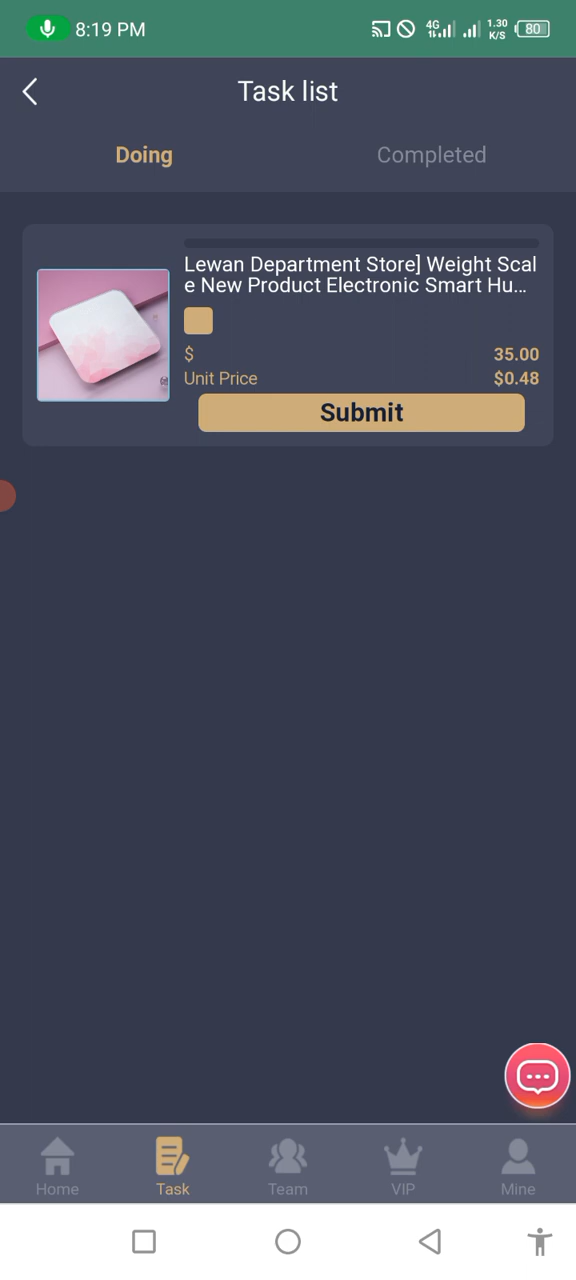 8:19 PM
4G
1.30
K/S
80
Task list
Doing
Completed
Lewan Department Store] Weight Scal
e New Product Electronic Smart Hu...
$
35.00
Unit Price
$0.48
Submit
Home
Task
Team
VIP
Mine